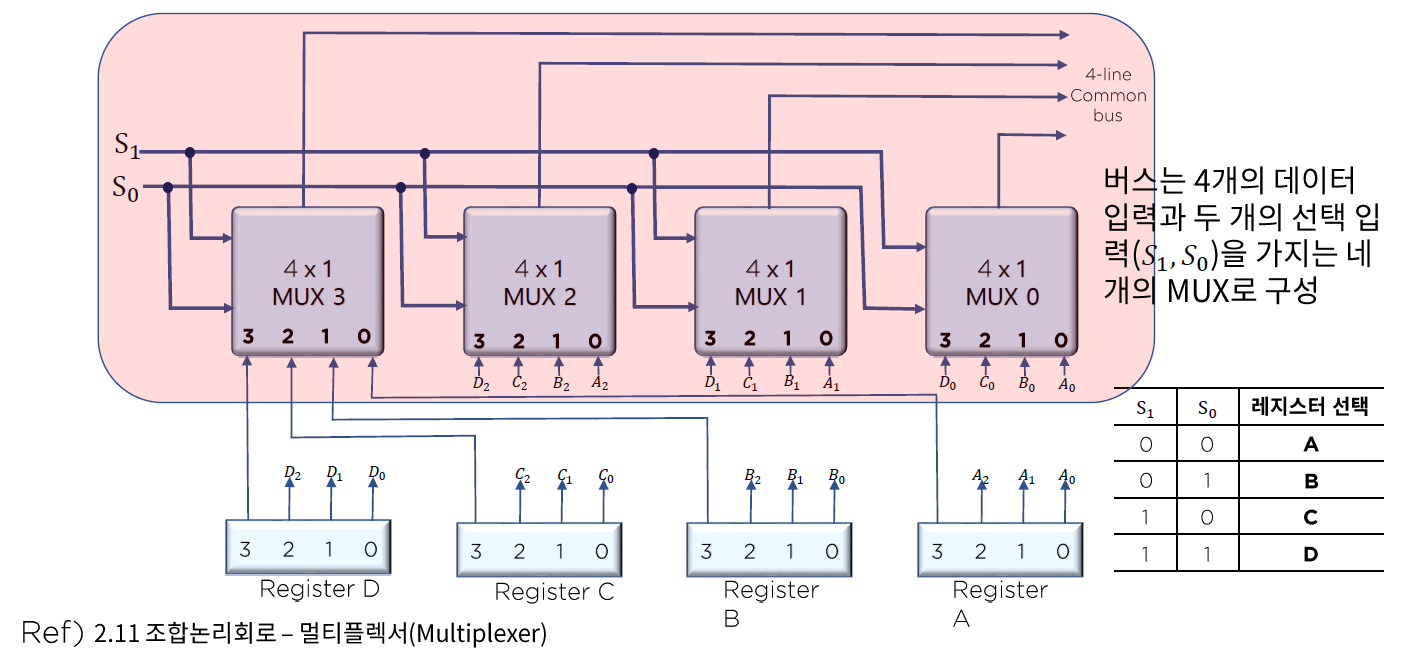 4-line
Common
bus
S1
S0
버스는 4개의 데이터
입력과 두 개의 선택 입
력(S1, S0)을 가지는 네
개의 MUX로 구성
4 x 1
MUX 3
3 2 1 0
4 x 1
MUX 2
3 2 1 0
4 x 1
MUX 1
3 2 1 0
4 x 1
MUX 0
3 2 1 0
D2 C2 B2 A2
D1 C1 B1 A1
D0 C0 B0 A0
S1 S0 레지스터 선택
0 0 A
0 1 B
1 0 C
1 1 D
D2 D1 D0
C2 C1 C0
B2 B1 B0
A2 A1 A0
3 2 1 0
Register D
3 2 1 0
Register C
3 2 1 0
Register
B
3 2 1 0
Register
A
Ref) 2.11 조합논리회로 – 멀티플렉서(Multiplexer)